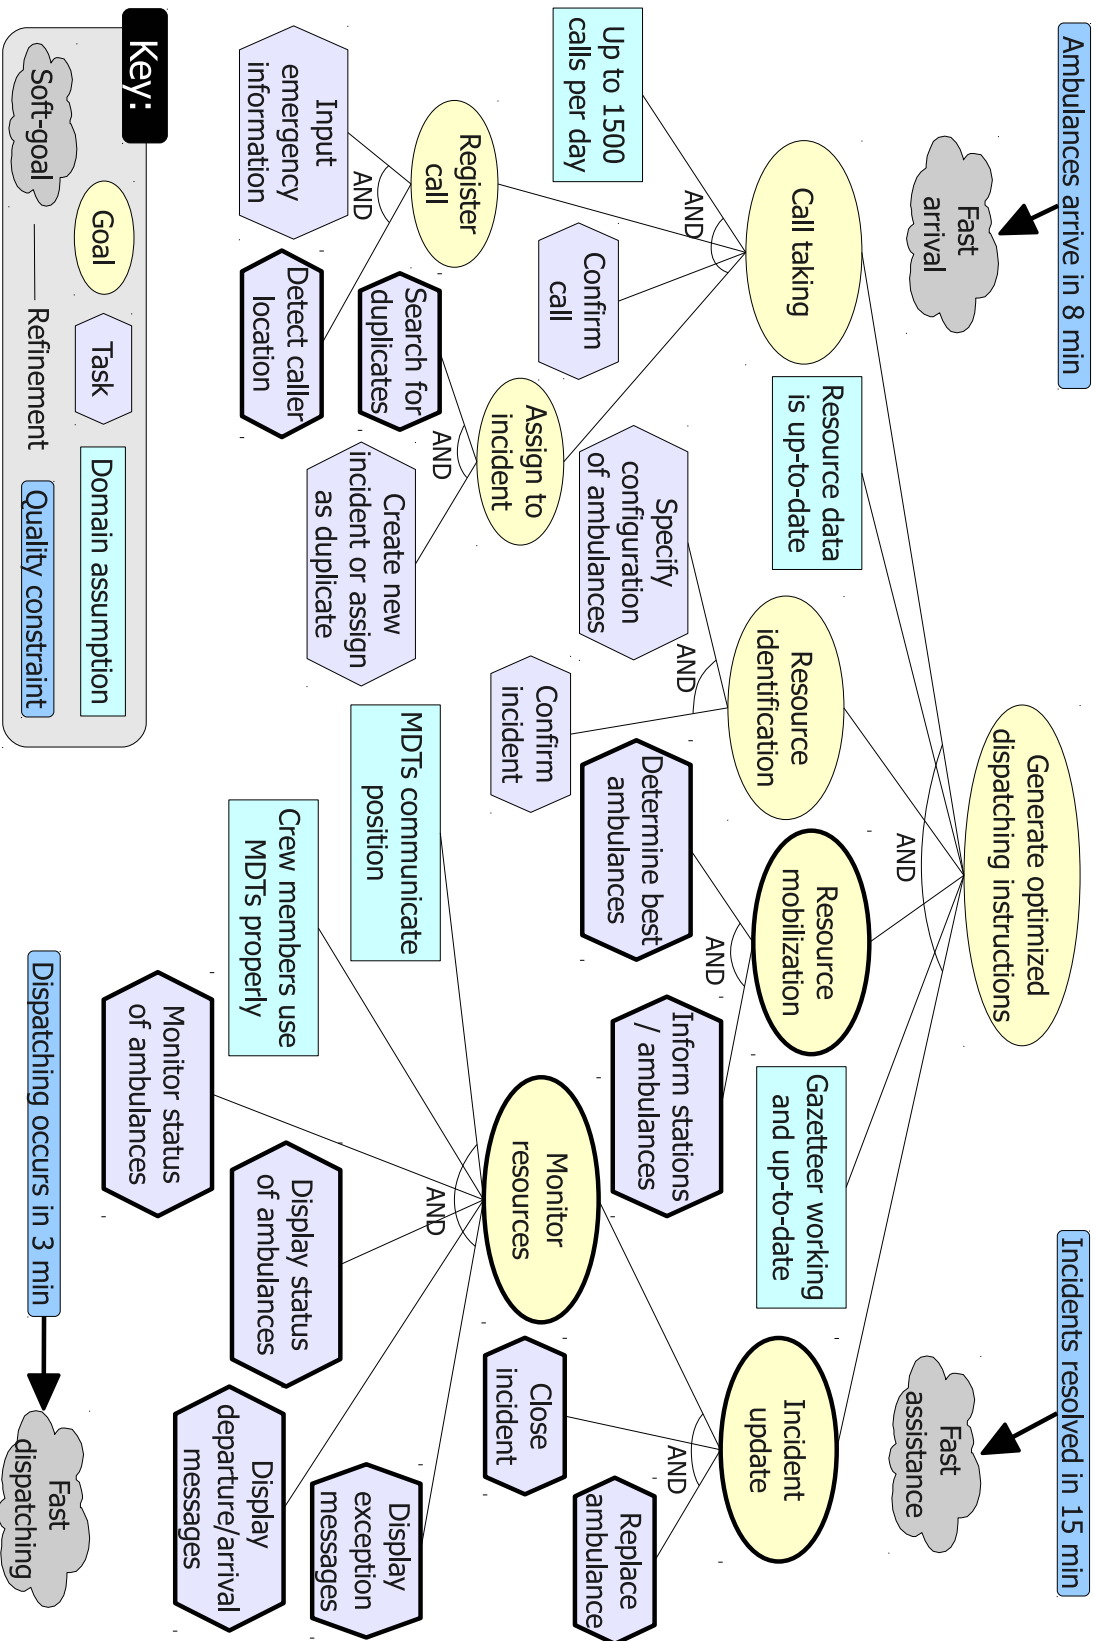 Ambulances arrive in 8 min
Incidents resolved in 15 min
Fast
arrival
Generate optimized
dispatching instructions
Fast
assistance
AND
Call taking
Resource data
is up-to-date
Resource
identification
Resource
mobilization
Gazetteer working
and up-to-date
Incident
update
Up to 1500
calls per day
AND
Confirm
call
Specify
configuration
of ambulances
AND
Confirm
incident
Determine best
ambulances
AND
Inform stations
/ ambulances
AND
Close
incident
Replace
ambulance
Register
call
Assign to
incident
Monitor
resources
Input
emergency
information
AND
Detect caller
location
Search for
duplicates
AND
Create new
incident or assign
as duplicate
MDTs communicate
position
Crew members use
MDTs properly
AND
Monitor status
of ambulances
Display status
of ambulances
Display
departure/arrival
messages
Display
exception
messages
Key:
Goal
Task
Domain assumption
Soft-goal
Refinement
Quality constraint
Dispatching occurs in 3 min
Fast
dispatching